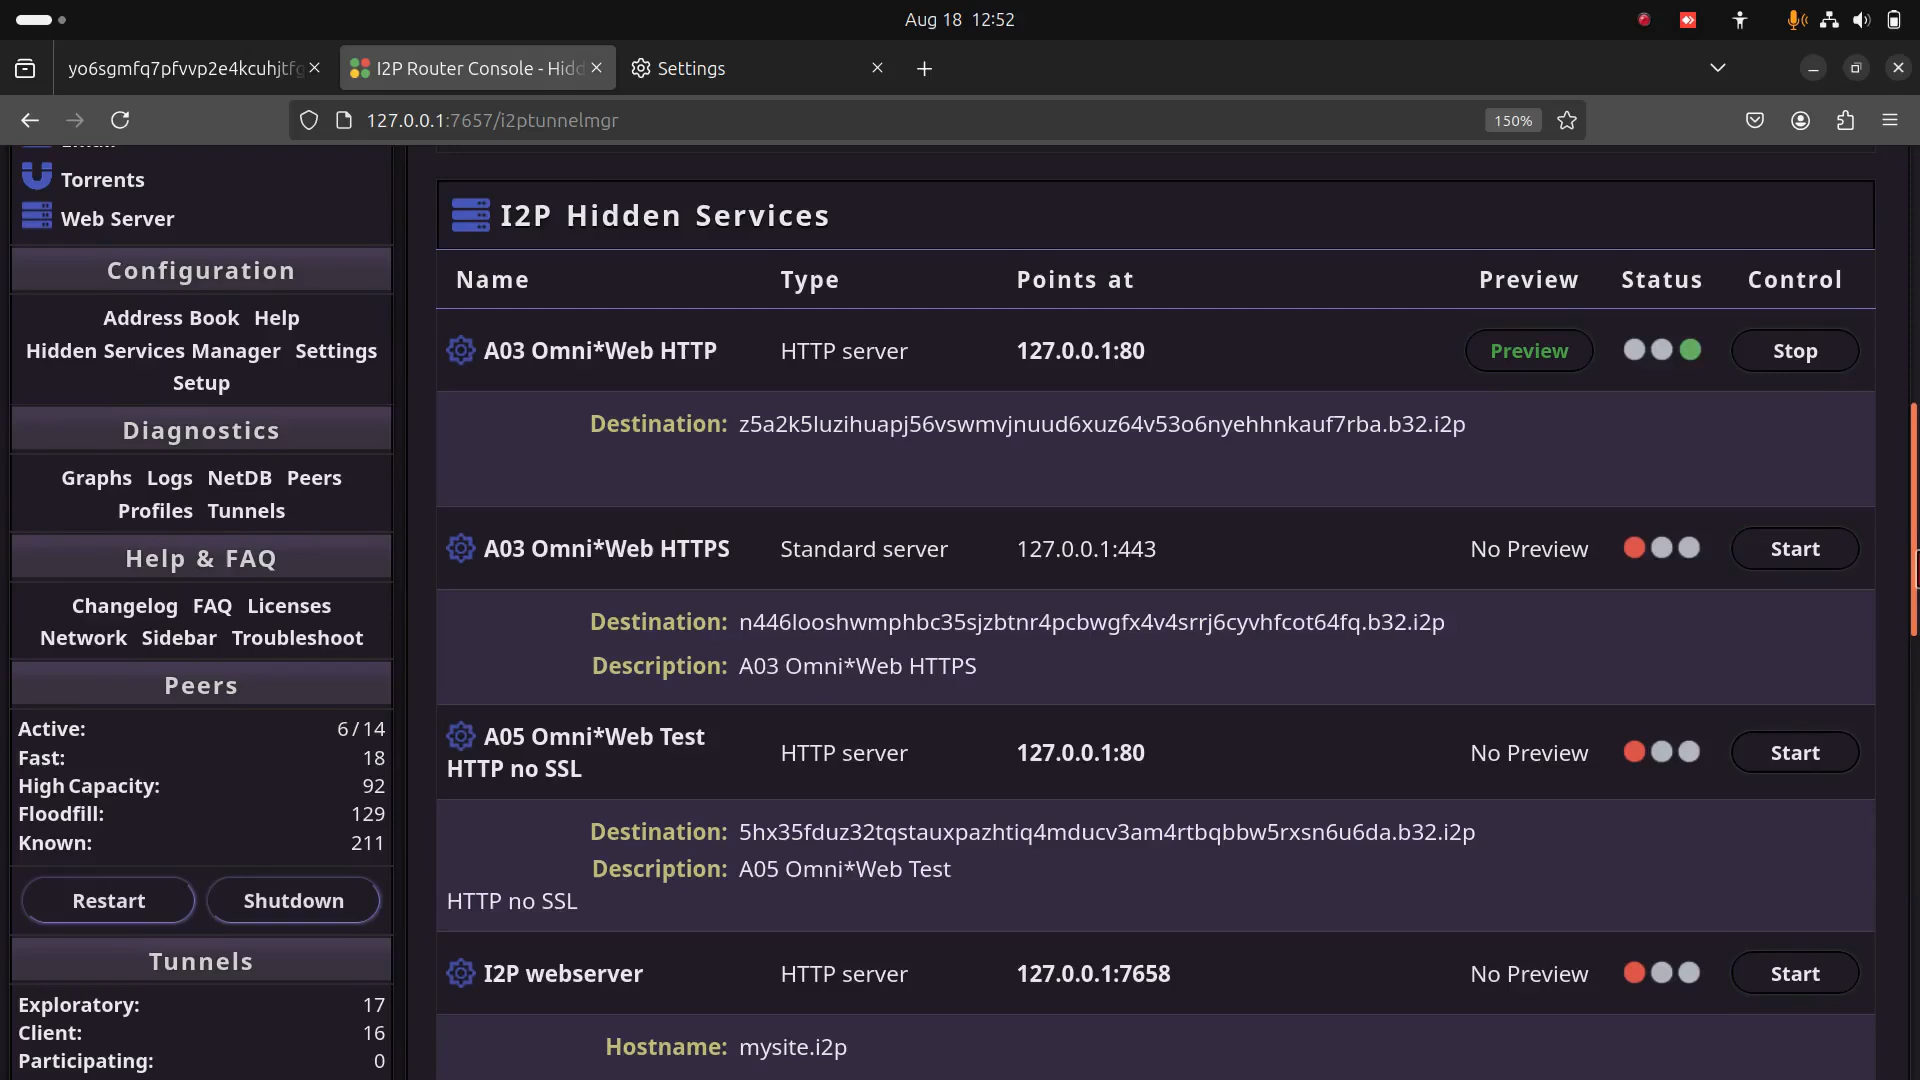 Aug 18 12:52
yo6sgmfq7pfvvp2e4kcuhjtfg
I2P Router Console - Hidd
Settings
127.0.0.1:7657/i2ptunnelmgr
150%
Torrents
Web Server
Configuration
Address Book Help
Hidden Services Manager Settings
Setup
Diagnostics
Graphs Logs NetDB Peers
Profiles Tunnels
Help & FAQ
Changelog FAQ Licenses
Network Sidebar Troubleshoot
Peers
Active: 6 / 14
Fast: 18
High Capacity: 92
Floodfill: 129
Known: 211
Restart Shutdown
Tunnels
Exploratory: 17
Client: 16
Participating: 0
I2P Hidden Services
Name Type Points at Preview Status Control
A03 Omni*Web HTTP HTTP server 127.0.0.1:80 Preview Stop
Destination: z5a2k5luzihuapj56vswmvjnuud6xuz64v53o6nyehhnkauf7rba.b32.i2p
A03 Omni*Web HTTPS Standard server 127.0.0.1:443 No Preview Start
Destination: n446looshwmphbc35sjzbtnr4pcbwgfx4v4srrj6cyvhfcot64fq.b32.i2p
Description: A03 Omni*Web HTTPS
A05 Omni*Web Test
HTTP no SSL HTTP server 127.0.0.1:80 No Preview Start
Destination: 5hx35fduz32tqstauxpazhtiq4mducv3am4rtbqbbw5rxsn6u6da.b32.i2p
Description: A05 Omni*Web Test
HTTP no SSL
I2P webserver HTTP server 127.0.0.1:7658 No Preview Start
Hostname: mysite.i2p